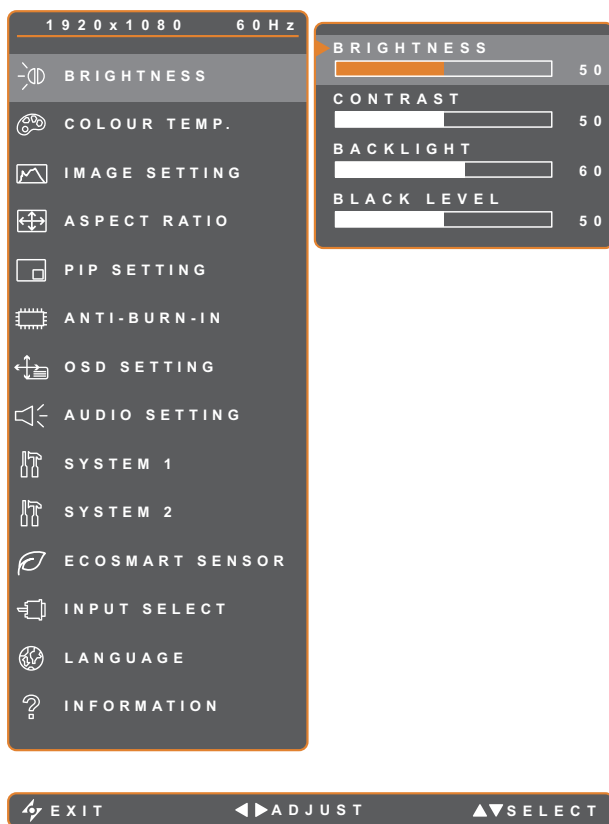 1920x1080 60Hz
BRIGHTNESS
COLOUR TEMP.
IMAGE SETTING
ASPECT RATIO
PIP SETTING
ANTI-BURN-IN
OSD SETTING
AUDIO SETTING
SYSTEM 1
SYSTEM 2
ECOSMART SENSOR
INPUT SELECT
LANGUAGE
INFORMATION
BRIGHTNESS
50
CONTRAST
50
BACKLIGHT
60
BLACK LEVEL
50
EXIT ADJUST SELECT